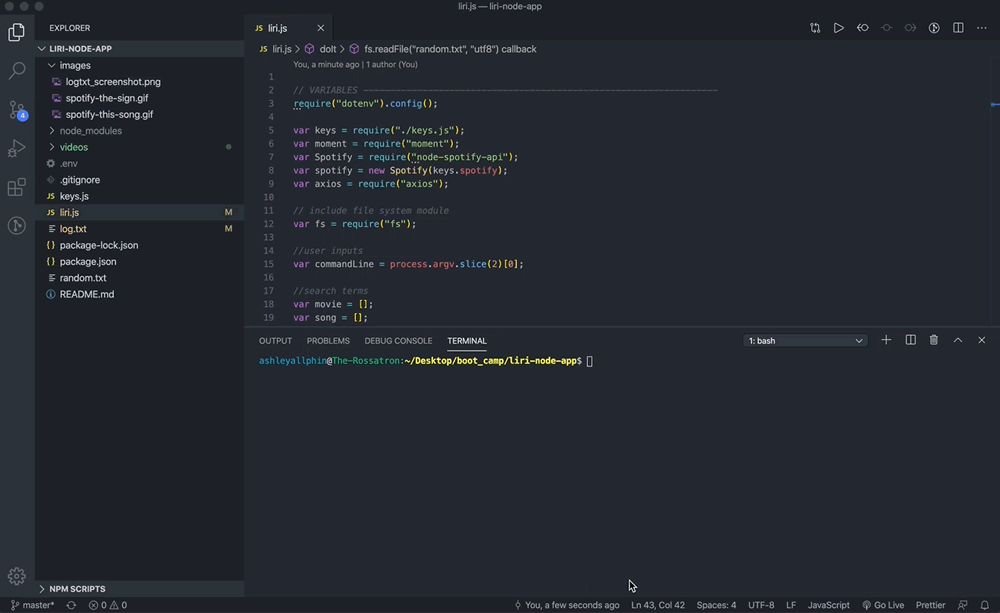 liri.js — liri-node-app
EXPLORER
LIRI-NODE-APP
images
logtxt_screenshot.png
spotify-the-sign.gif
spotify-this-song.gif
node_modules
videos
.env
.gitignore
JS keys.js
JS liri.js M
log.txt M
{} package-lock.json
{} package.json
random.txt
README.md
NPM SCRIPTS
4
JS liri.js
JS liri.js > doIt > fs.readFile("random.txt", "utf8") callback
You, a minute ago | 1 author (You)
1
2 // VARIABLES ------------------------------------------------------------
3 require("dotenv").config();
4
5 var keys = require("./keys.js");
6 var moment = require("moment");
7 var Spotify = require("node-spotify-api");
8 var spotify = new Spotify(keys.spotify);
9 var axios = require("axios");
10
11 // include file system module
12 var fs = require("fs");
13
14 //user inputs
15 var commandLine = process.argv.slice(2)[0];
16
17 //search terms
18 var movie = [];
19 var song = [];
OUTPUT PROBLEMS DEBUG CONSOLE TERMINAL 1: bash
ashleyallphin@The-Rossatron:~/Desktop/boot_camp/liri-node-app$
master* 0 0 You, a few seconds ago Ln 43, Col 42 Spaces: 4 UTF-8 LF JavaScript Go Live Prettier